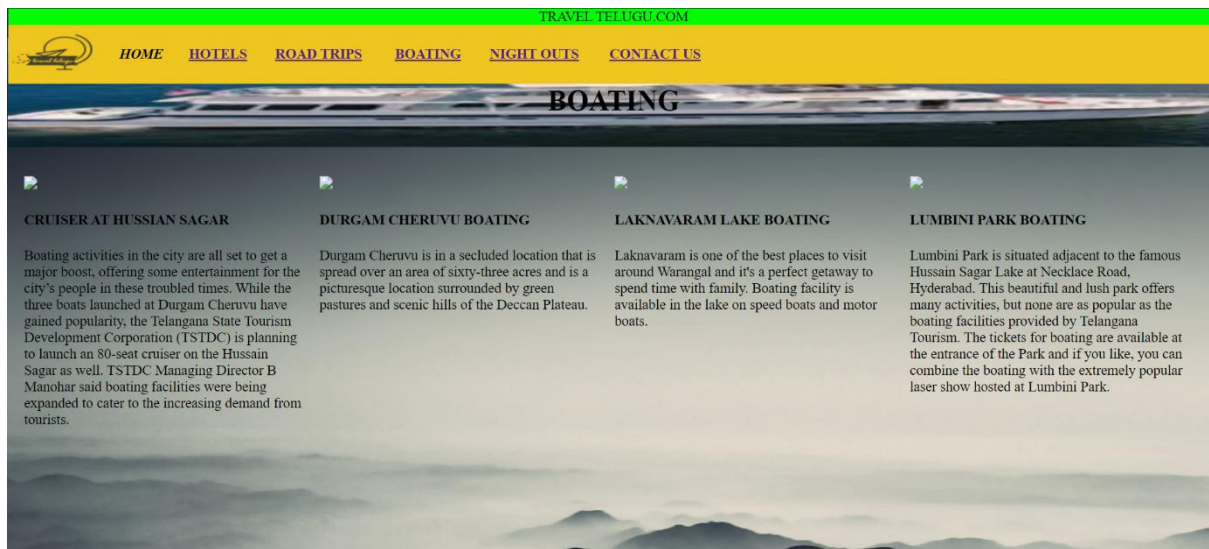 TRAVEL TELUGU.COM
HOME HOTELS ROAD TRIPS BOATING NIGHT OUTS CONTACT US
BOATING
CRUISER AT HUSSIAN SAGAR
Boating activities in the city are all set to get a
major boost, offering some entertainment for the
city’s people in these troubled times. While the
three boats launched at Durgam Cheruvu have
gained popularity, the Telangana State Tourism
Development Corporation (TSTDC) is planning
to launch an 80-seat cruiser on the Hussain
Sagar as well. TSTDC Managing Director B
Manohar said boating facilities were being
expanded to cater to the increasing demand from
tourists.
DURGAM CHERUVU BOATING
Durgam Cheruvu is in a secluded location that is
spread over an area of sixty-three acres and is a
picturesque location surrounded by green
pastures and scenic hills of the Deccan Plateau.
LAKNAVARAM LAKE BOATING
Laknavaram is one of the best places to visit
around Warangal and it's a perfect getaway to
spend time with family. Boating facility is
available in the lake on speed boats and motor
boats.
LUMBINI PARK BOATING
Lumbini Park is situated adjacent to the famous
Hussain Sagar Lake at Necklace Road,
Hyderabad. This beautiful and lush park offers
many activities, but none are as popular as the
boating facilities provided by Telangana
Tourism. The tickets for boating are available at
the entrance of the Park and if you like, you can
combine the boating with the extremely popular
laser show hosted at Lumbini Park.